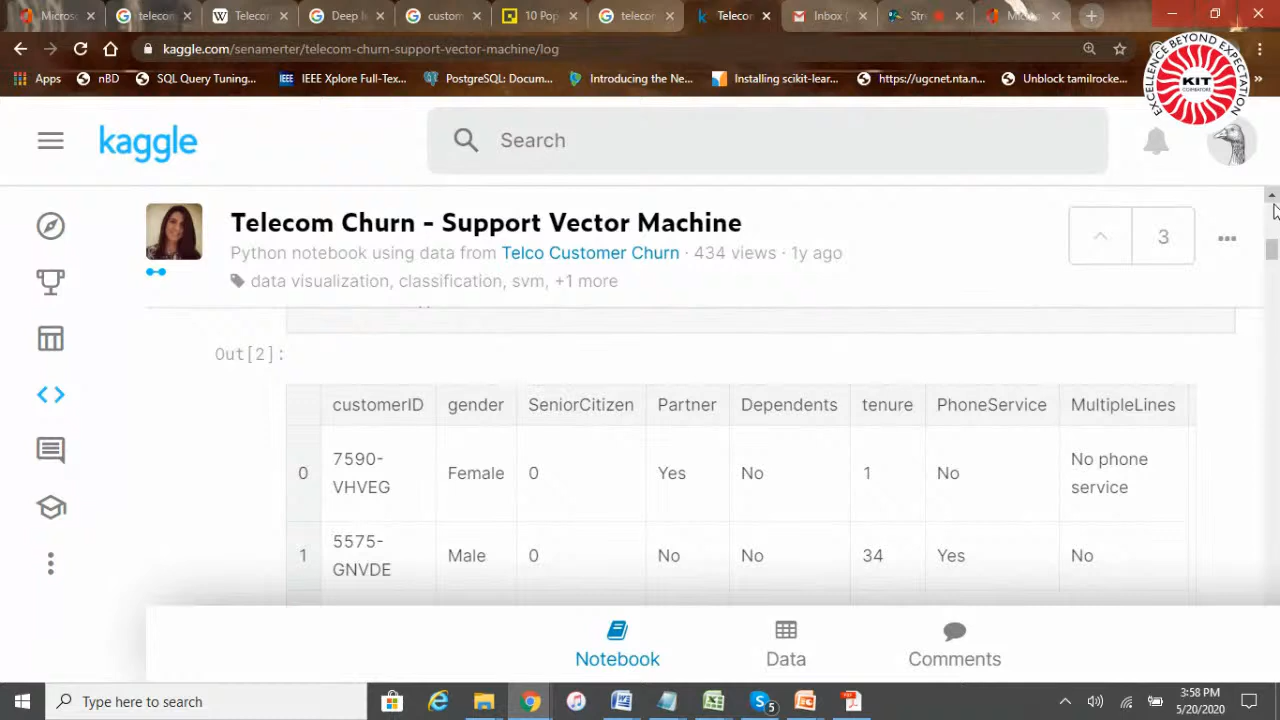 Micros
telecon
Telecor
Deep l
custom
10 Pop
telecor
Telecor
Inbox (
Stre
kaggle.com/senamerter/telecom-churn-support-vector-machine/log
Apps
nBD
SQL Query Tuning...
IEEE Xplore Full-Tex...
PostgreSQL: Docum...
Introducing the Ne...
Installing scikit-lear...
https://ugcnet.nta.n...
Unblock tamilrocke...
EXCELLENCE BEYOND EXPECTATION
KIT
COIMBATORE
kaggle
Search
Telecom Churn - Support Vector Machine
Python notebook using data from Telco Customer Churn · 434 views · 1y ago
data visualization, classification, svm, +1 more
3
Out[2]:
customerID gender SeniorCitizen Partner Dependents tenure PhoneService MultipleLines
0 7590-VHVEG Female 0 Yes No 1 No No phone service
1 5575-GNVDE Male 0 No No 34 Yes No
Notebook Data Comments
Type here to search
5
3:58 PM
5/20/2020